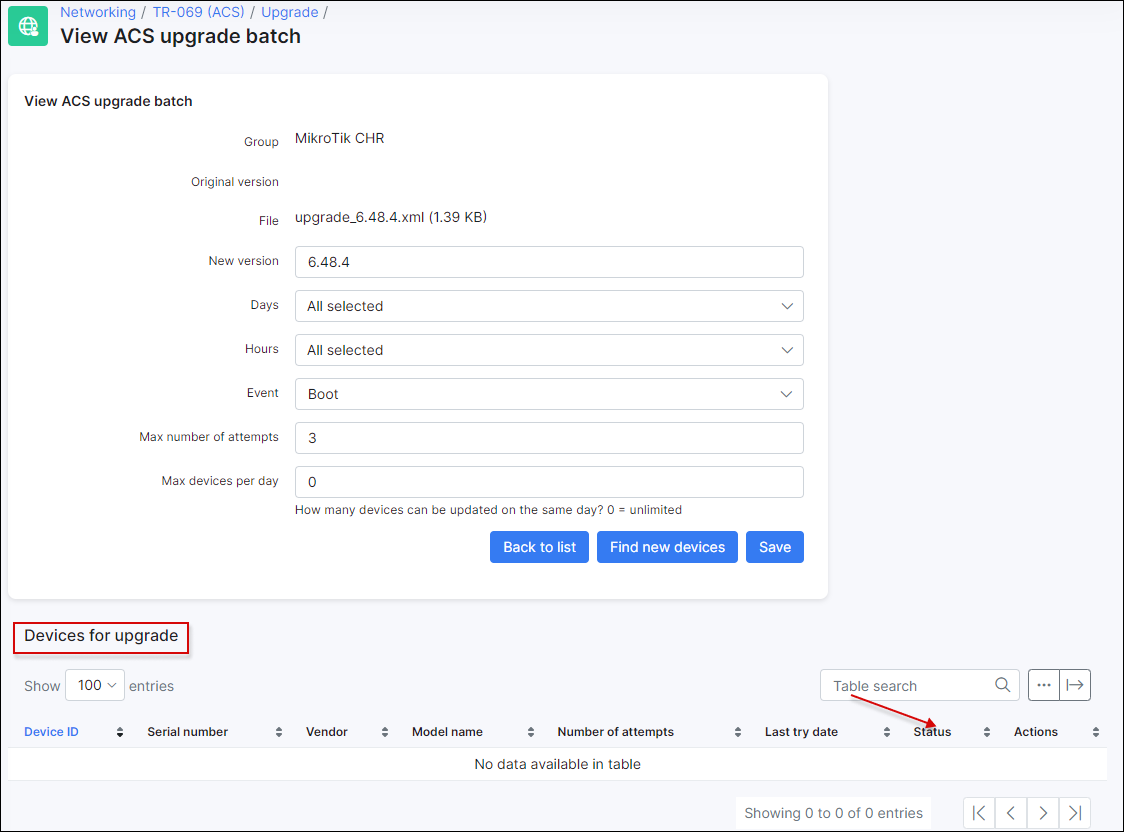 Networking / TR-069 (ACS) / Upgrade /
View ACS upgrade batch
View ACS upgrade batch
Group MikroTik CHR
Original version
File upgrade_6.48.4.xml (1.39 KB)
New version 6.48.4
Days All selected
Hours All selected
Event Boot
Max number of attempts 3
Max devices per day 0
How many devices can be updated on the same day? 0 = unlimited
Back to list Find new devices Save
Devices for upgrade
Show 100 entries Table search
Device ID Serial number Vendor Model name Number of attempts Last try date Status Actions
No data available in table
Showing 0 to 0 of 0 entries